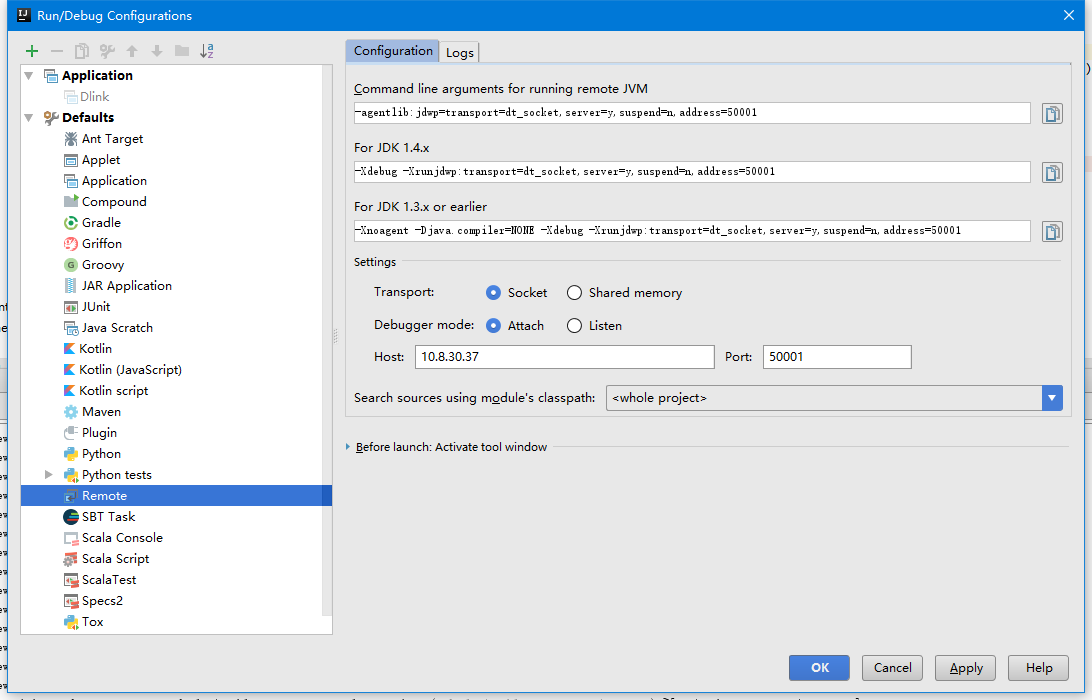 Run/Debug Configurations
Application
Dlink
Defaults
Ant Target
Applet
Application
Compound
Gradle
Griffon
Groovy
JAR Application
JUnit
Java Scratch
Kotlin
Kotlin (JavaScript)
Kotlin script
Maven
Plugin
Python
Python tests
Remote
SBT Task
Scala Console
Scala Script
ScalaTest
Specs2
Tox
Configuration Logs
Command line arguments for running remote JVM
-agentlib:jdwp=transport=dt_socket,server=y,suspend=n,address=50001
For JDK 1.4.x
-Xdebug -Xrunjdwp:transport=dt_socket,server=y,suspend=n,address=50001
For JDK 1.3.x or earlier
-Xnoagent -Djava.compiler=NONE -Xdebug -Xrunjdwp:transport=dt_socket,server=y,suspend=n,address=50001
Settings
Transport: Socket Shared memory
Debugger mode: Attach Listen
Host: 10.8.30.37 Port: 50001
Search sources using module's classpath: <whole project>
Before launch: Activate tool window
OK Cancel Apply Help